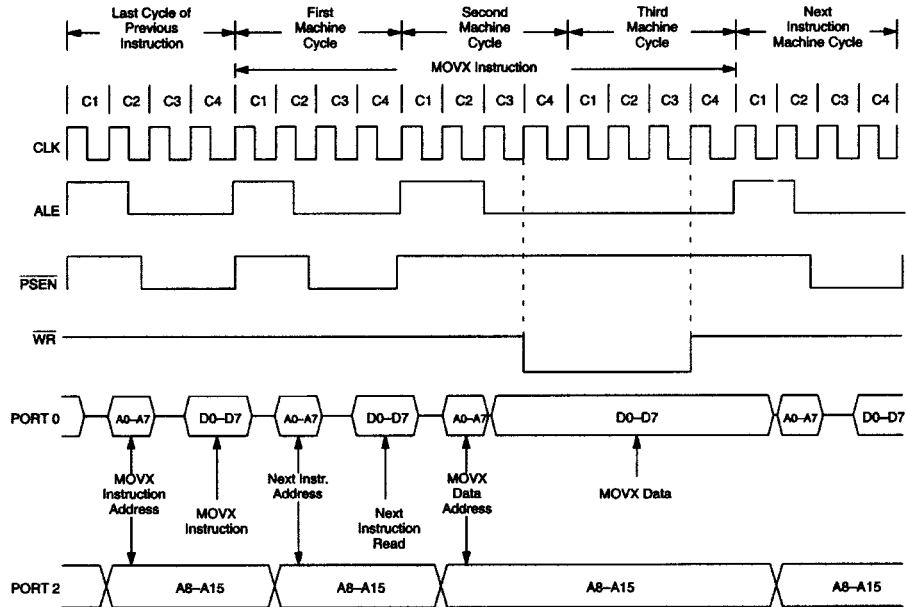 Last Cycle of
Previous
Instruction
First
Machine
Cycle
Second
Machine
Cycle
Third
Machine
Cycle
Next
Instruction
Machine Cycle
MOVX Instruction
C1 C2 C3 C4 C1 C2 C3 C4 C1 C2 C3 C4 C1 C2 C3 C4 C1 C2 C3 C4
CLK
ALE
PSEN
WR
PORT 0
A0–A7 D0–D7 A0–A7 D0–D7 A0–A7 D0–D7 A0–A7 D0–D7
MOVX
Instruction
Address
MOVX
Instruction
Next Instr.
Address
Next
Instruction
Read
MOVX
Data
Address
MOVX Data
PORT 2
A8–A15 A8–A15 A8–A15 A8–A15